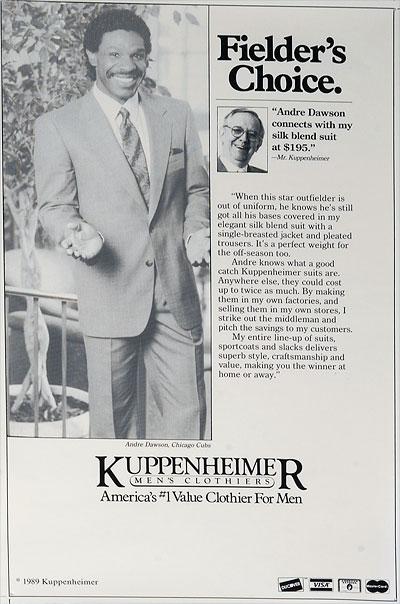 Fielder's
Choice.
"Andre Dawson
connects with my
silk blend suit
at $195."
—Mr. Kuppenheimer
"When this star outfielder is
out of uniform, he knows he's still
got all his bases covered in my
elegant silk blend suit with a
single-breasted jacket and pleated
trousers. It's a perfect weight for
the off-season too.
Andre knows what a good
catch Kuppenheimer suits are.
Anywhere else, they could cost
up to twice as much. By making
them in my own factories, and
selling them in my own stores, I
strike out the middleman and
pitch the savings to my customers.
My entire line-up of suits,
sportcoats and slacks delivers
superb style, craftsmanship and
value, making you the winner at
home or away."
Andre Dawson, Chicago Cubs
KUPPENHEIMER
MEN'S CLOTHIERS
America's #1 Value Clothier For Men
© 1989 Kuppenheimer
DISCOVER
VISA
MasterCard